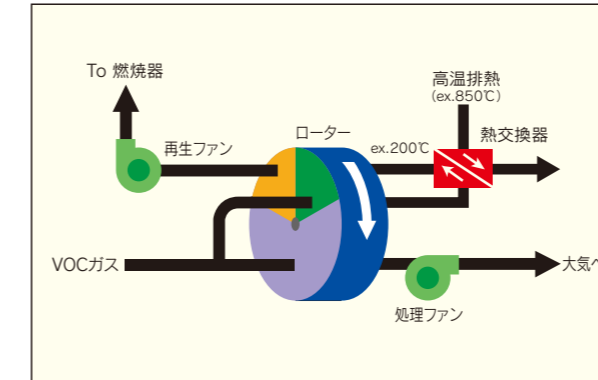 To 燃焼器
高温排熱
(ex.850℃)
再生ファン
ローター
ex.200℃
熱交換器
VOCガス
大気へ
処理ファン